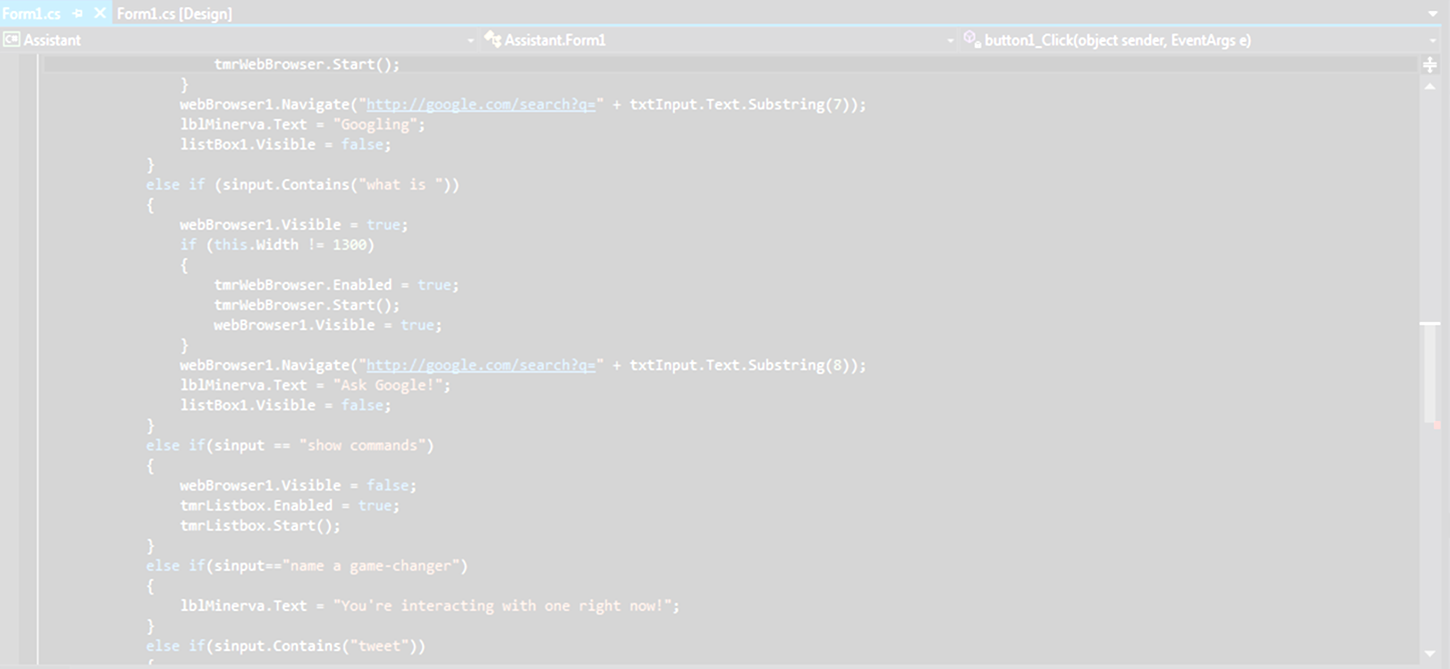 Form1.cs Form1.cs [Design]
Assistant Assistant.Form1 button1_Click(object sender, EventArgs e)
tmrWebBrowser.Start();
}
webBrowser1.Navigate("http://google.com/search?q=" + txtInput.Text.Substring(7));
lblMinerva.Text = "Googling";
listBox1.Visible = false;
}
else if (sinput.Contains("what is "))
{
webBrowser1.Visible = true;
if (this.Width != 1300)
{
tmrWebBrowser.Enabled = true;
tmrWebBrowser.Start();
webBrowser1.Visible = true;
}
webBrowser1.Navigate("http://google.com/search?q=" + txtInput.Text.Substring(8));
lblMinerva.Text = "Ask Google!";
listBox1.Visible = false;
}
else if(sinput == "show commands")
{
webBrowser1.Visible = false;
tmrListbox.Enabled = true;
tmrListbox.Start();
}
else if(sinput=="name a game-changer")
{
lblMinerva.Text = "You're interacting with one right now!";
}
else if(sinput.Contains("tweet"))
{